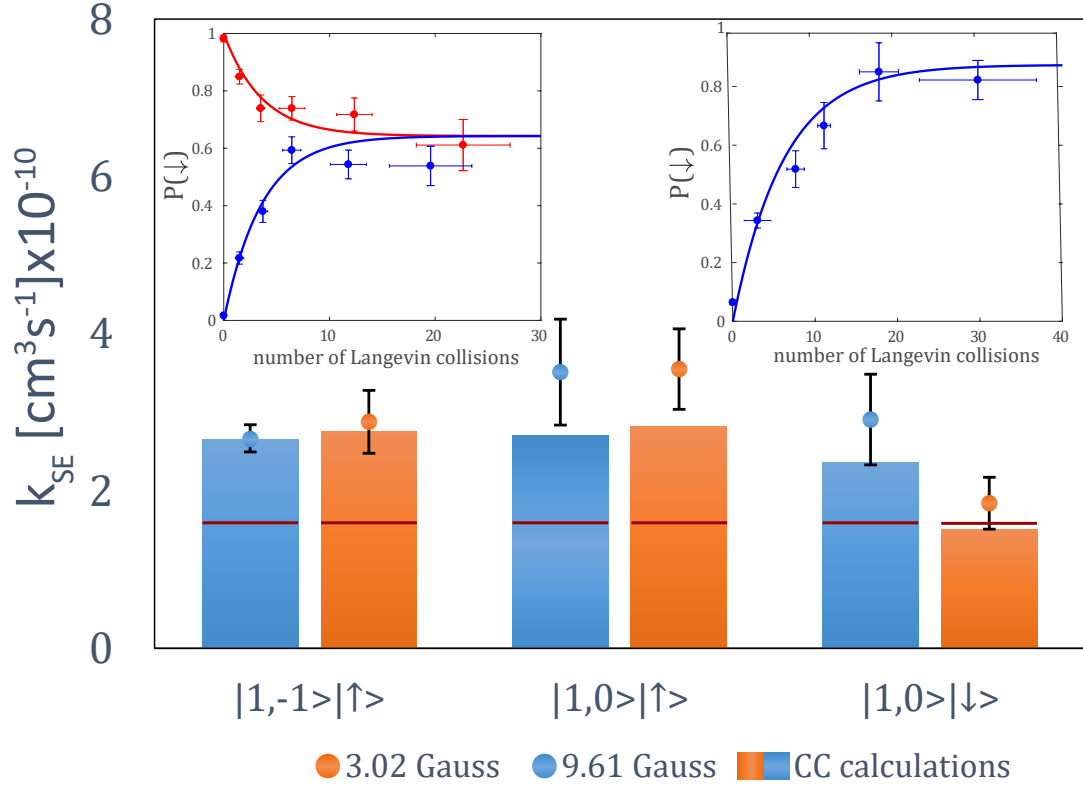 k_SE [cm³s⁻¹]x10⁻¹⁰
8
6
4
2
0
P(↓)
1
0.8
0.6
0.4
0.2
0
0 10 20 30
number of Langevin collisions
P(↓)
1
0.8
0.6
0.4
0.2
0
0 10 20 30 40
number of Langevin collisions
|1,-1>|↑> |1,0>|↑> |1,0>|↓>
3.02 Gauss 9.61 Gauss CC calculations